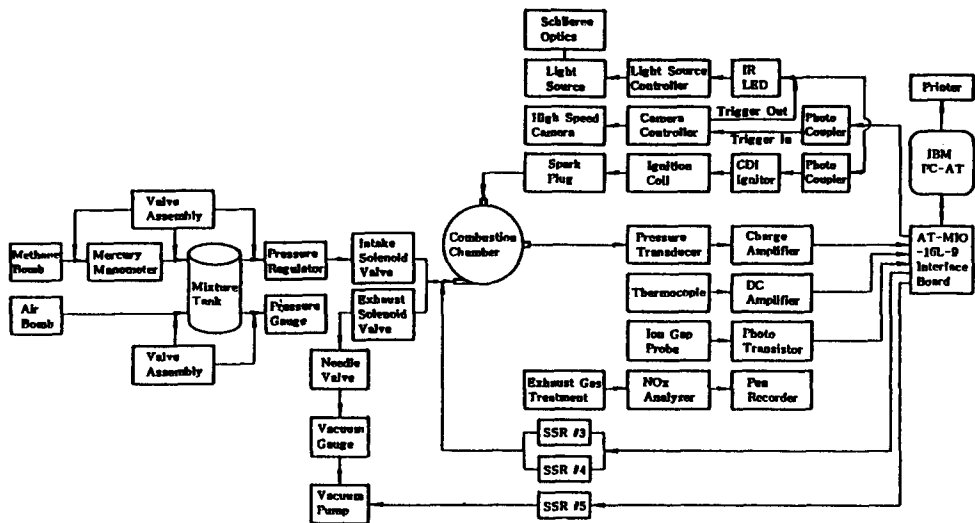 Schlieren
Optics
Light
Source
Light Source
Controller
IR
LED
Printer
Trigger Out
High Speed
Camera
Camera
Controller
Photo
Coupler
Trigger In
IBM
PC-AT
Spark
Plug
Ignition
Coil
CDI
Ignitor
Photo
Coupler
Valve
Assembly
Methane
Bomb
Mercury
Manometer
Mixture
Tank
Pressure
Regulator
Intake
Solenoid
Valve
Combustion
Chamber
Pressure
Transducer
Charge
Amplifier
AT-MIO
-16L-9
Interface
Board
Air
Bomb
Pressure
Gauge
Exhaust
Solenoid
Valve
Thermocople
DC
Amplifier
Valve
Assembly
Needle
Valve
Ion Gap
Probe
Photo
Transistor
Exhaust Gas
Treatment
NOx
Analyzer
Pen
Recorder
Vacuum
Gauge
SSR #3
SSR #4
Vacuum
Pump
SSR #5